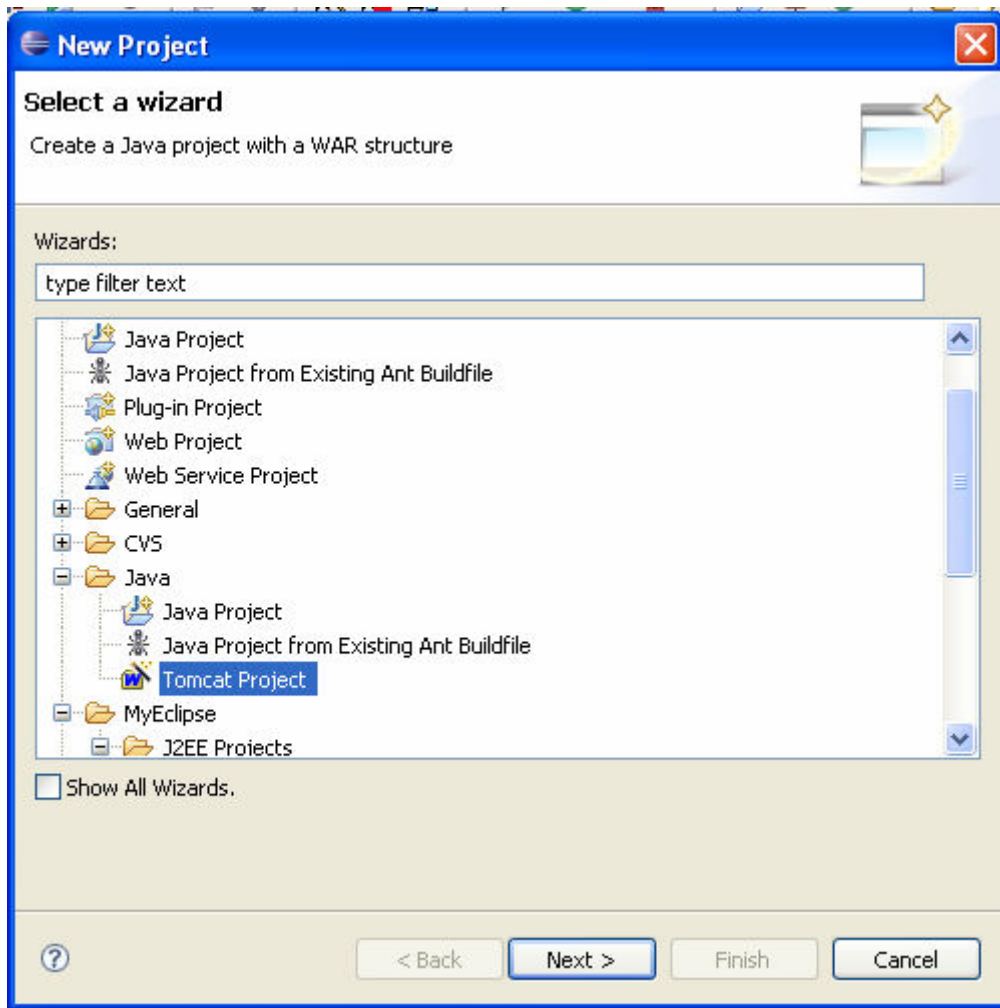 New Project
Select a wizard
Create a Java project with a WAR structure
Wizards:
type filter text
Java Project
Java Project from Existing Ant Buildfile
Plug-in Project
Web Project
Web Service Project
General
CVS
Java
Java Project
Java Project from Existing Ant Buildfile
Tomcat Project
MyEclipse
J2EE Projects
Show All Wizards.
< Back Next > Finish Cancel